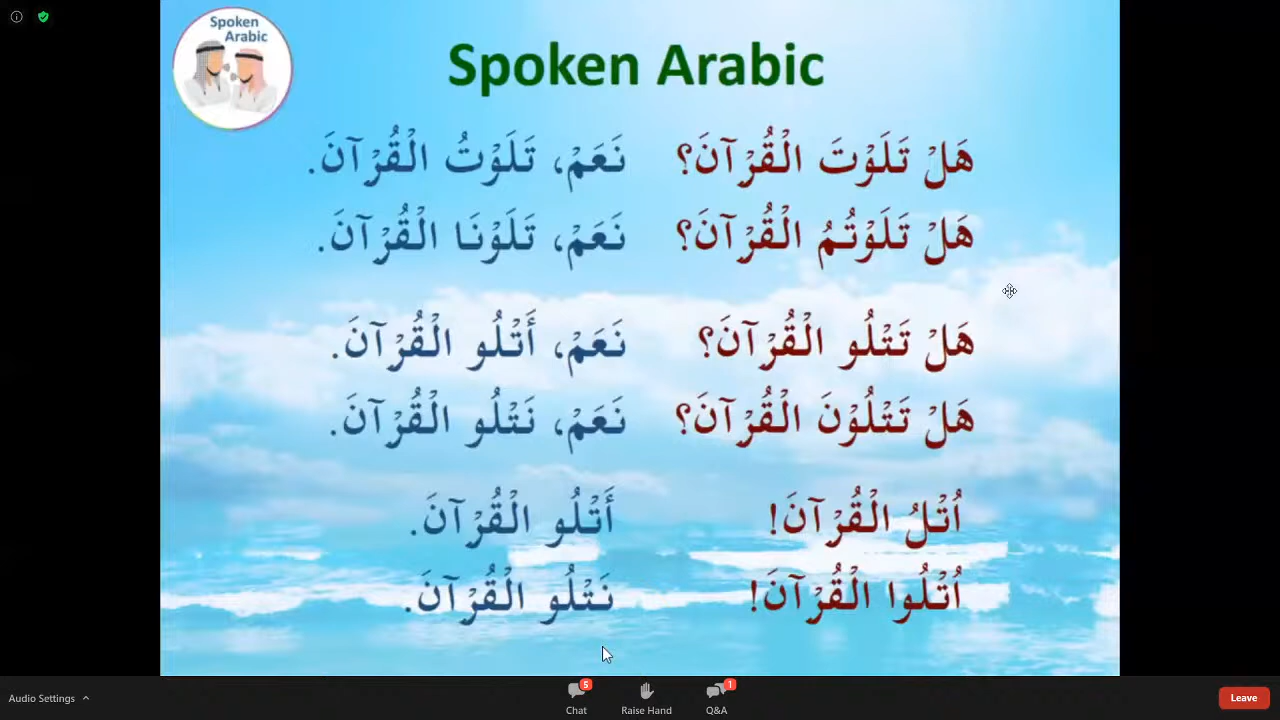 Spoken
Arabic
Spoken Arabic
هَلْ تَلَوْتَ الْقُرْآنَ؟ نَعَمْ، تَلَوْتُ الْقُرْآنَ.
هَلْ تَلَوْتُمُ الْقُرْآنَ؟ نَعَمْ، تَلَوْنَا الْقُرْآنَ.
هَلْ تَتْلُو الْقُرْآنَ؟ نَعَمْ، أَتْلُو الْقُرْآنَ.
هَلْ تَتْلُوْنَ الْقُرْآنَ؟ نَعَمْ، نَتْلُو الْقُرْآنَ.
اُتْلُ الْقُرْآنَ! أَتْلُو الْقُرْآنَ.
اُتْلُوا الْقُرْآنَ! نَتْلُو الْقُرْآنَ.
Audio Settings
5
Chat
Raise Hand
1
Q&A
Leave